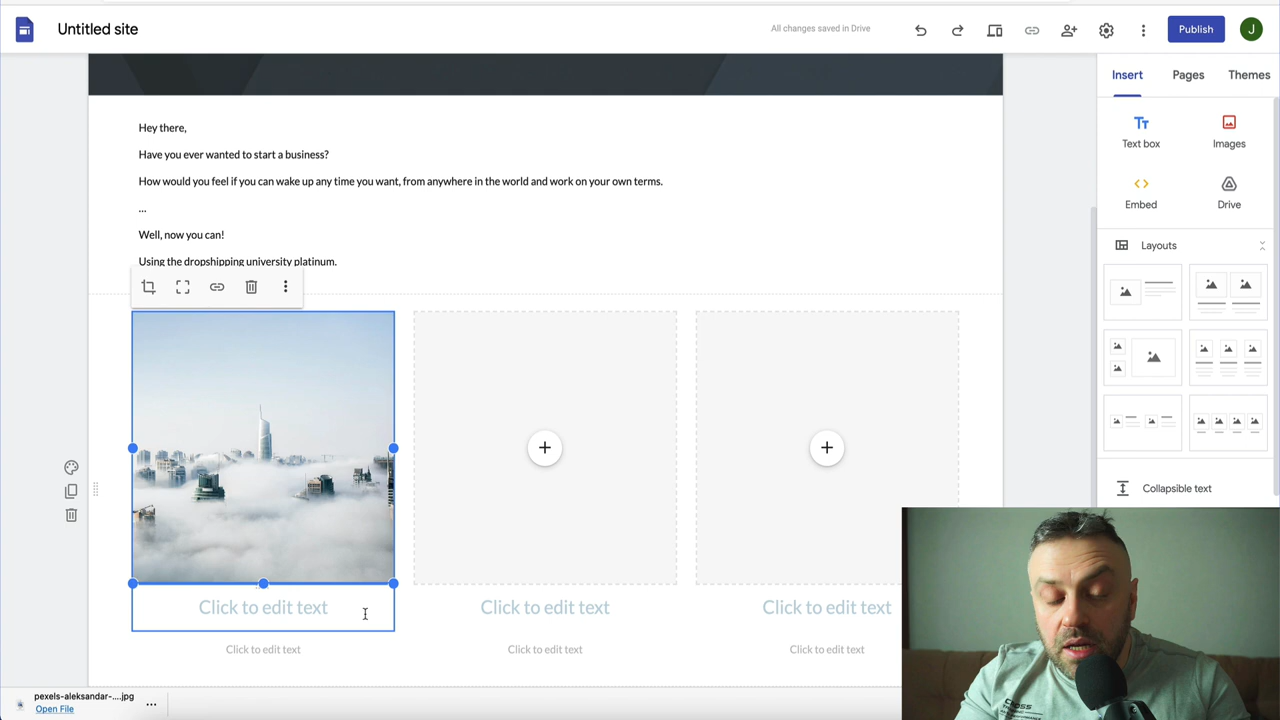 Untitled site
All changes saved in Drive
Publish
J
Insert
Pages
Themes
Hey there,
Have you ever wanted to start a business?
How would you feel if you can wake up any time you want, from anywhere in the world and work on your own terms.
...
Well, now you can!
Using the dropshipping university platinum.
Tt
Text box
Images
Embed
Drive
Layouts
Collapsible text
Click to edit text
Click to edit text
Click to edit text
Click to edit text
Click to edit text
Click to edit text
pexels-aleksandar-....jpg
Open File